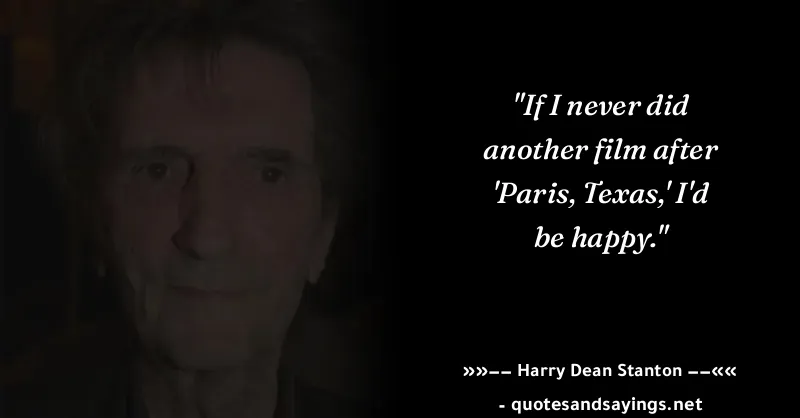 "If I never did
another film after
'Paris, Texas,' I'd
be happy."
»»−− Harry Dean Stanton −−««
- quotesandsayings.net